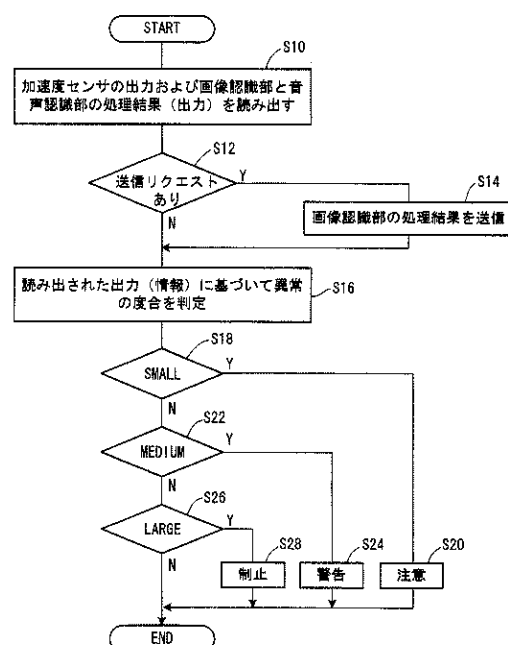 START
S10
加速度センサの出力および画像認識部と音
声認識部の処理結果（出力）を読み出す
S12
送信リクエスト
あり
Y
N
S14
画像認識部の処理結果を送信
読み出された出力（情報）に基づいて異常
の度合を判定
S16
S18
SMALL
Y
N
S22
MEDIUM
Y
N
S26
LARGE
Y
N
S28
制止
S24
警告
S20
注意
END